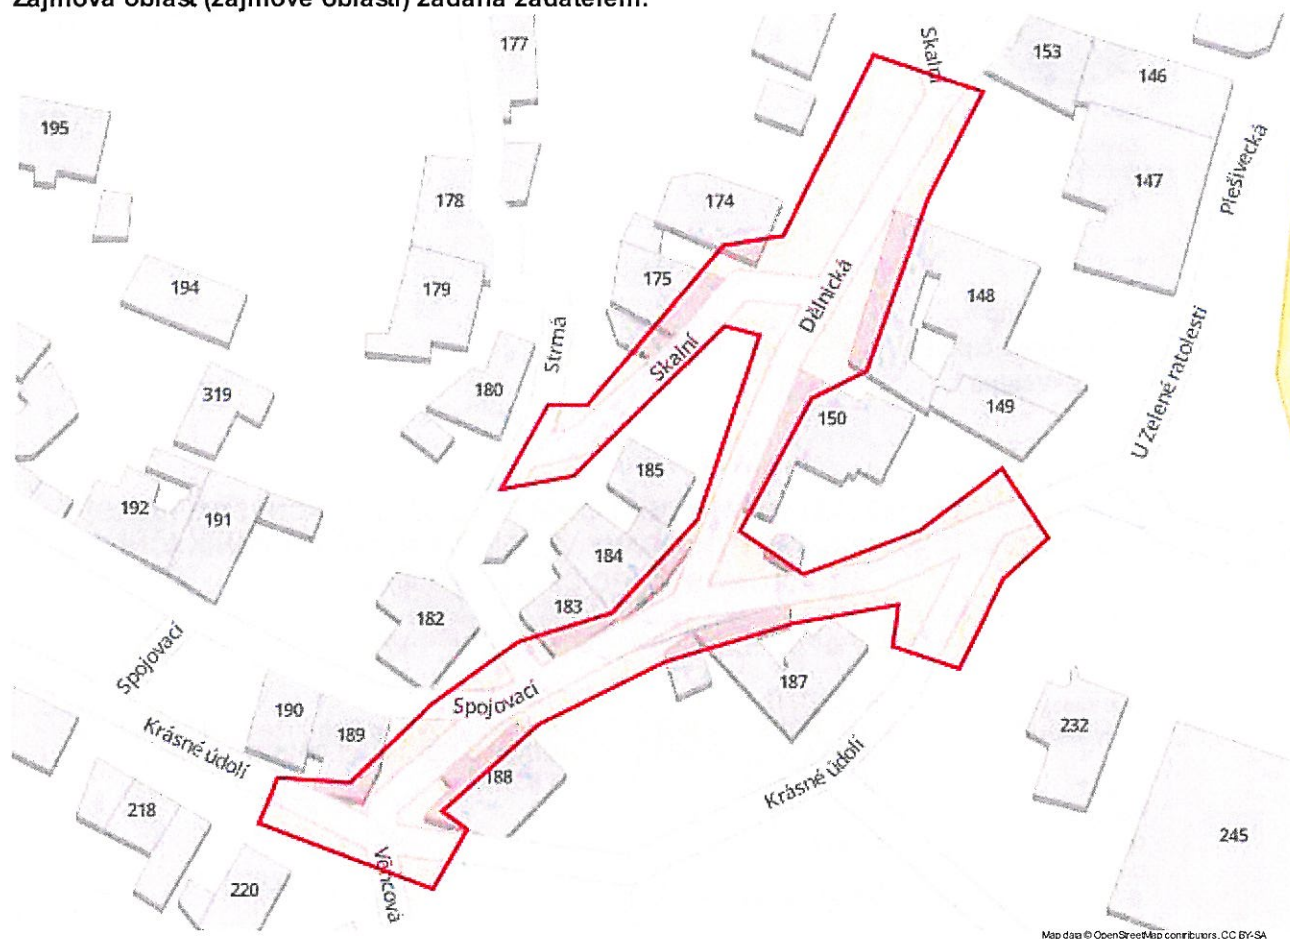 Zájmová oblast (zájmové oblasti) zadaná žadatelem:
177
Skalní
153
146
195
147
Plešivecká
178
174
175
179
194
148
Dělnická
Strmá
Skalní
U Zelené ratolesti
180
319
149
150
185
192
191
184
183
182
Spojovací
187
190
189
Spojovací
Krásné údolí
232
188
Krásné údolí
218
245
Věncová
220
Map data © OpenStreetMap contributors, CC BY-SA